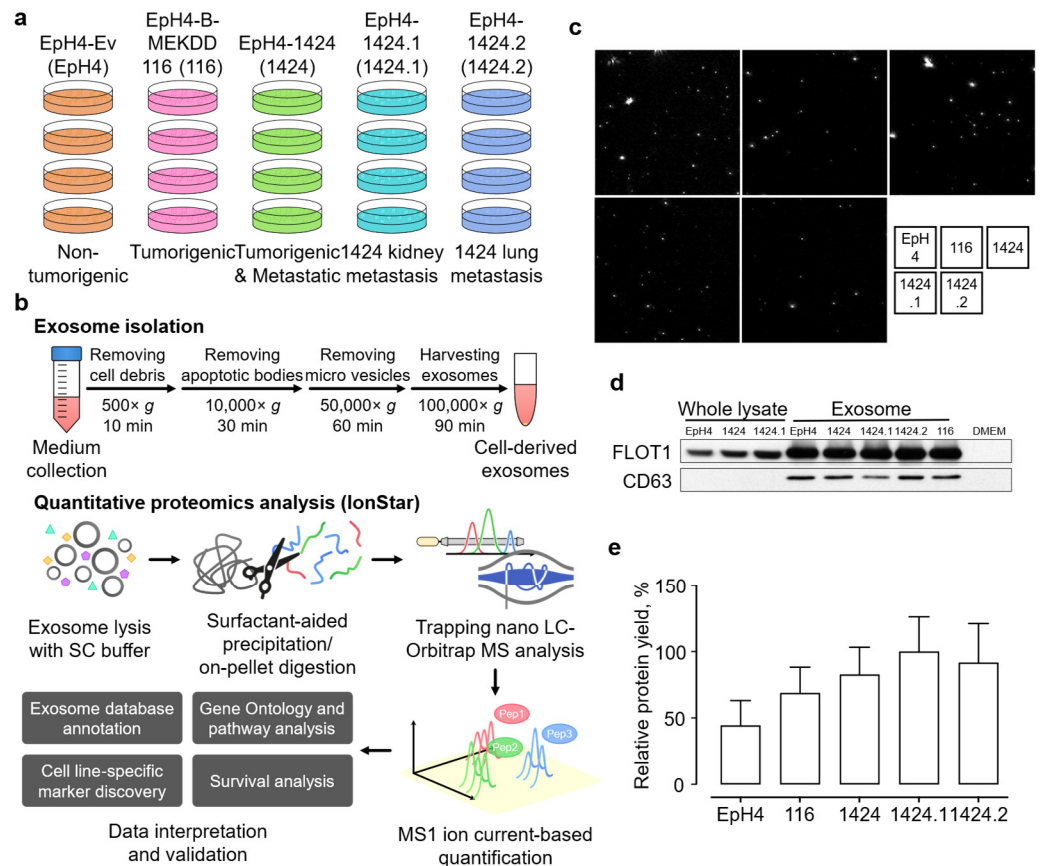 a
EpH4-Ev
(EpH4)
EpH4-B-
MEKDD
116 (116)
EpH4-1424
(1424)
EpH4-
1424.1
(1424.1)
EpH4-
1424.2
(1424.2)
Non-
tumorigenic
Tumorigenic
Tumorigenic
& Metastatic
1424 kidney
metastasis
1424 lung
metastasis
b
Exosome isolation
Removing
cell debris
500× g
10 min
Removing
apoptotic bodies
10,000× g
30 min
Removing
micro vesicles
50,000× g
60 min
Harvesting
exosomes
100,000× g
90 min
Medium
collection
Cell-derived
exosomes
Quantitative proteomics analysis (IonStar)
Exosome lysis
with SC buffer
Surfactant-aided
precipitation/
on-pellet digestion
Trapping nano LC-
Orbitrap MS analysis
Pep1
Pep2
Pep3
MS1 ion current-based
quantification
Exosome database
annotation
Gene Ontology and
pathway analysis
Cell line-specific
marker discovery
Survival analysis
Data interpretation
and validation
c
EpH
4
116
1424
1424
.1
1424
.2
d
Whole lysate
Exosome
EpH4 1424 1424.1 EpH4 1424 1424.1 1424.2 116 DMEM
FLOT1
CD63
e
Relative protein yield, %
150
100
50
0
EpH4 116 1424 1424.1 1424.2